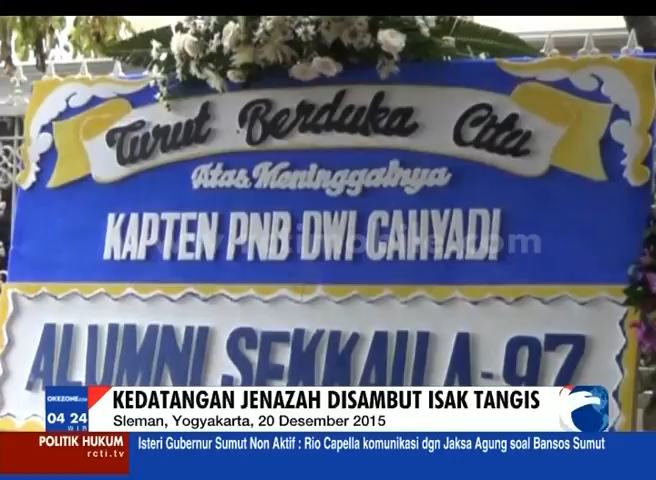 Turut Berduka Cita
Atas Meninggalnya
KAPTEN PNB DWI CAHYADI
ALUMNI SEKKAU A-97
OKEZONE.COM
04 24
WIB
KEDATANGAN JENAZAH DISAMBUT ISAK TANGIS
Sleman, Yogyakarta, 20 Desember 2015
POLITIK HUKUM
rcti.tv
Isteri Gubernur Sumut Non Aktif : Rio Capella komunikasi dgn Jaksa Agung soal Bansos Sumut